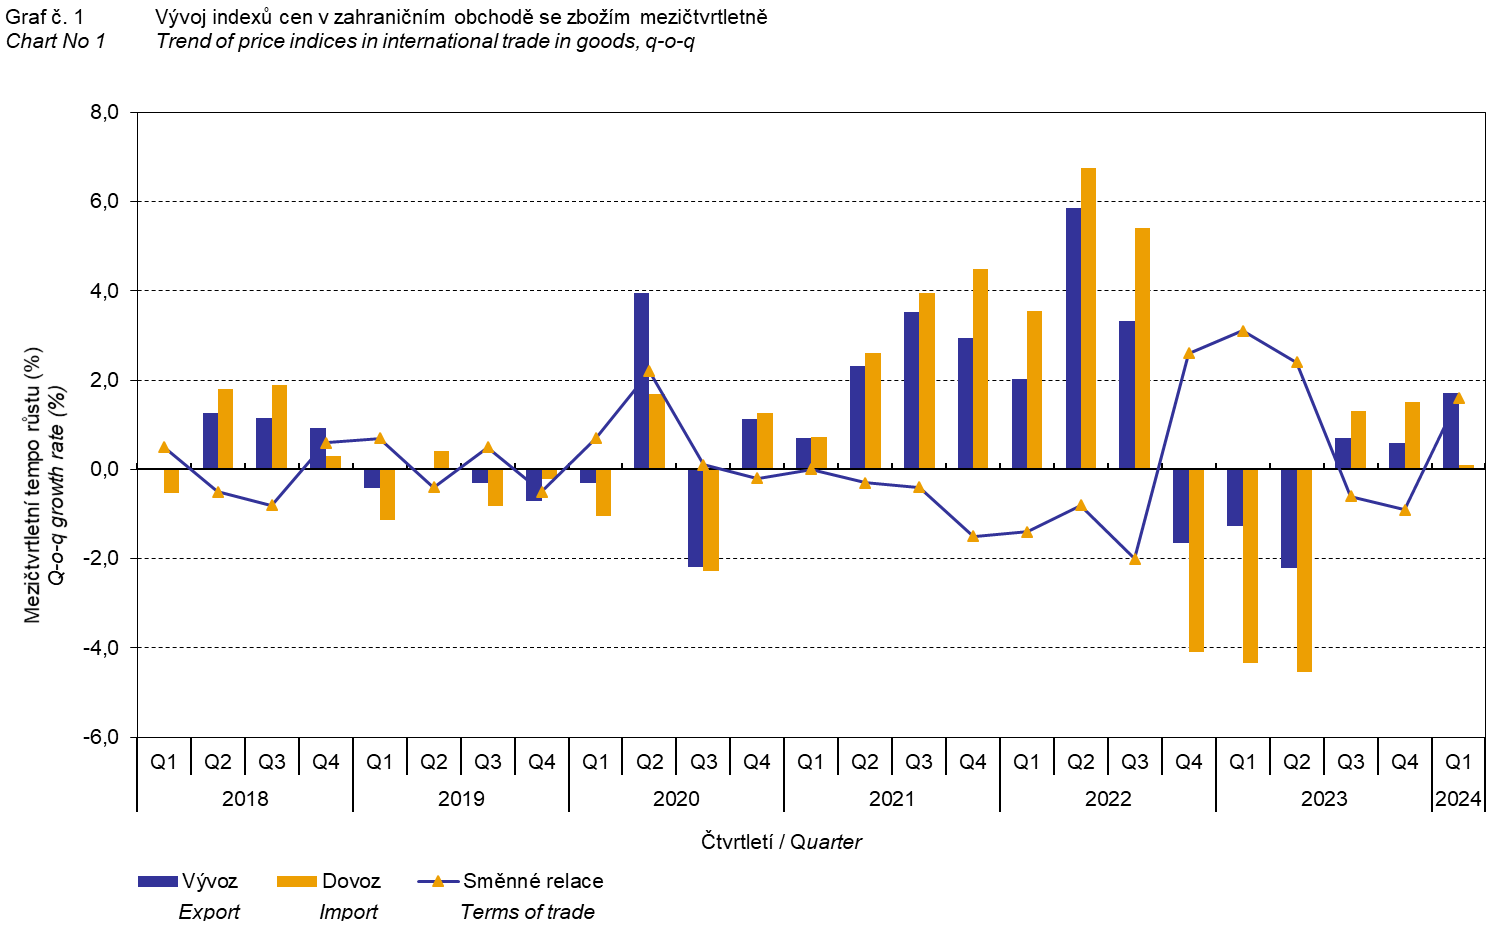 Graf č. 1 Vývoj indexů cen v zahraničním obchodě se zbožím mezičtvrtletně
Chart No 1 Trend of price indices in international trade in goods, q-o-q
8,0
6,0
4,0
2,0
0,0
-2,0
-4,0
-6,0
Mezičtvrtletní tempo růstu (%)
Q-o-q growth rate (%)
Q1 Q2 Q3 Q4 Q1 Q2 Q3 Q4 Q1 Q2 Q3 Q4 Q1 Q2 Q3 Q4 Q1 Q2 Q3 Q4 Q1 Q2 Q3 Q4 Q1
2018 2019 2020 2021 2022 2023 2024
Čtvrtletí / Quarter
Vývoz Dovoz Směnné relace
Export Import Terms of trade